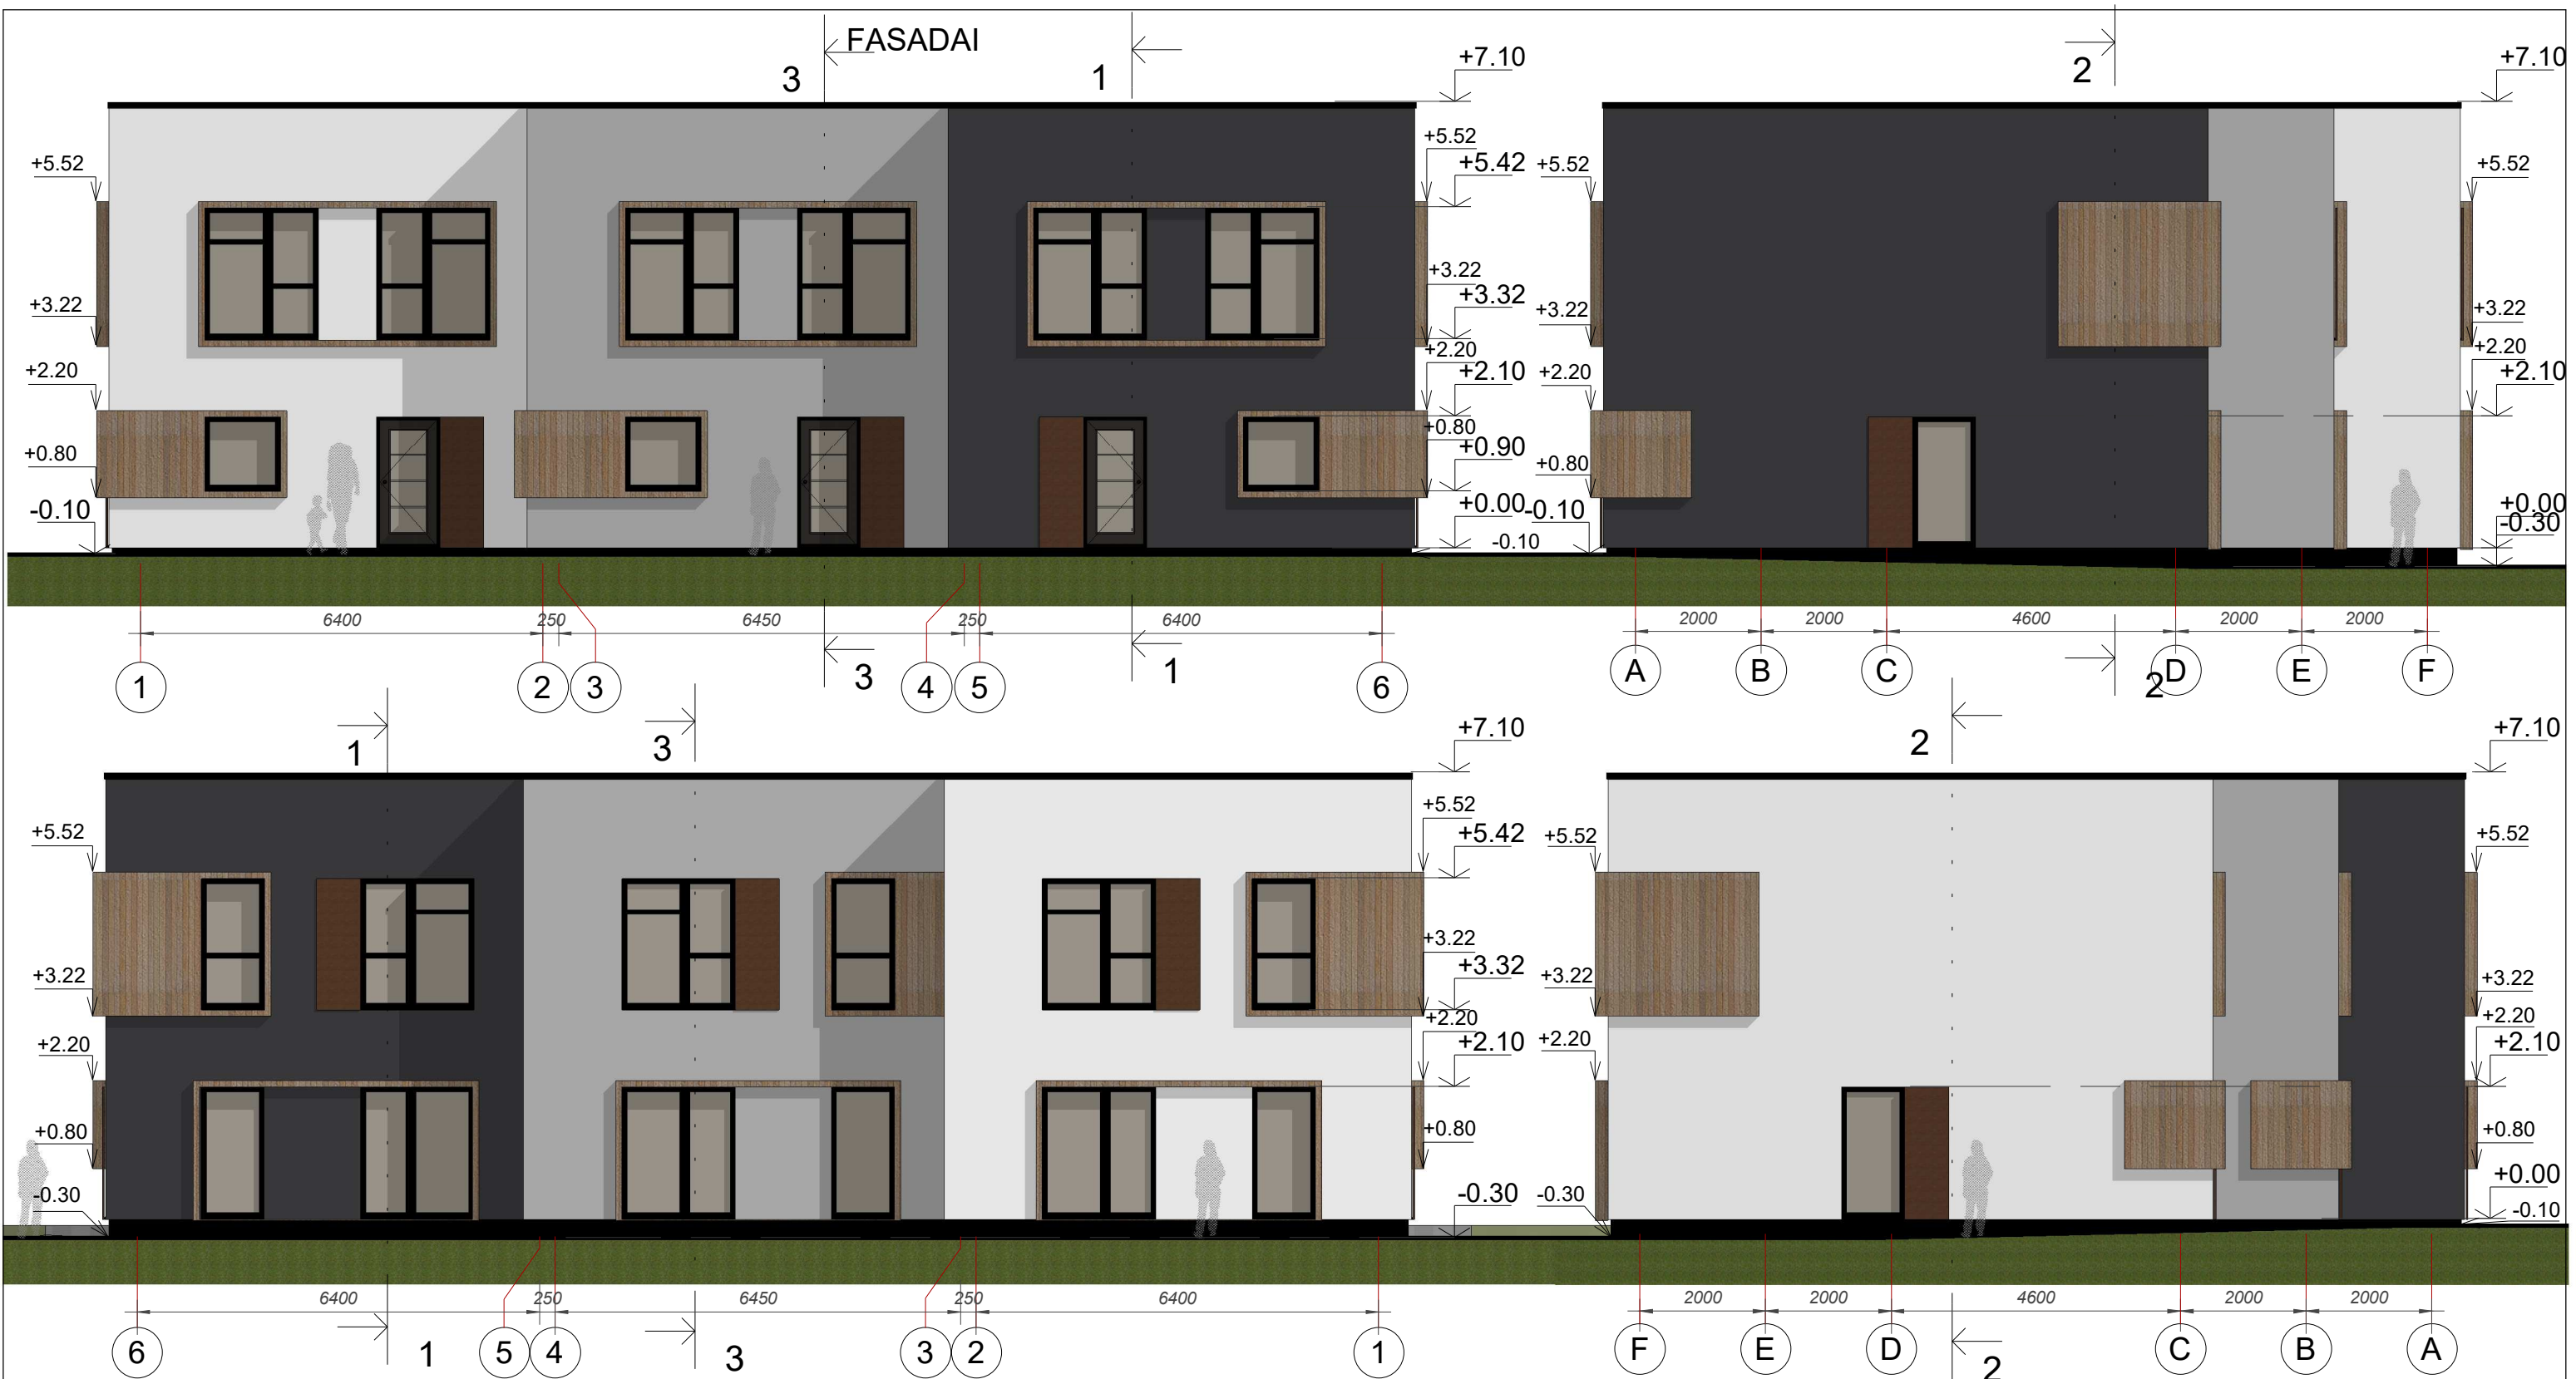 FASADAI
3 1 2
+7.10 +7.10
+5.52 +5.52 +5.42 +5.52 +5.52
+3.22 +3.22 +3.32 +3.22 +3.22
+2.20 +2.20 +2.10 +2.20 +2.20 +2.10
+0.80 +0.80 +0.90 +0.80
-0.10 +0.00 -0.10 +0.00
-0.10 -0.30
6400 250 6450 250 6400 2000 2000 4600 2000 2000
1 2 3 3 4 5 1 6 A B C 2 D E F
1 3 2
+7.10 +7.10
+5.52 +5.52 +5.42 +5.52 +5.52
+3.22 +3.22 +3.32 +3.22 +3.22
+2.20 +2.20 +2.10 +2.20 +2.20 +2.10
+0.80 +0.80 +0.80
-0.30 -0.30 -0.30 +0.00
-0.10
6400 250 6450 250 6400 2000 2000 4600 2000 2000
6 1 5 4 3 3 2 1 F E D 2 C B A